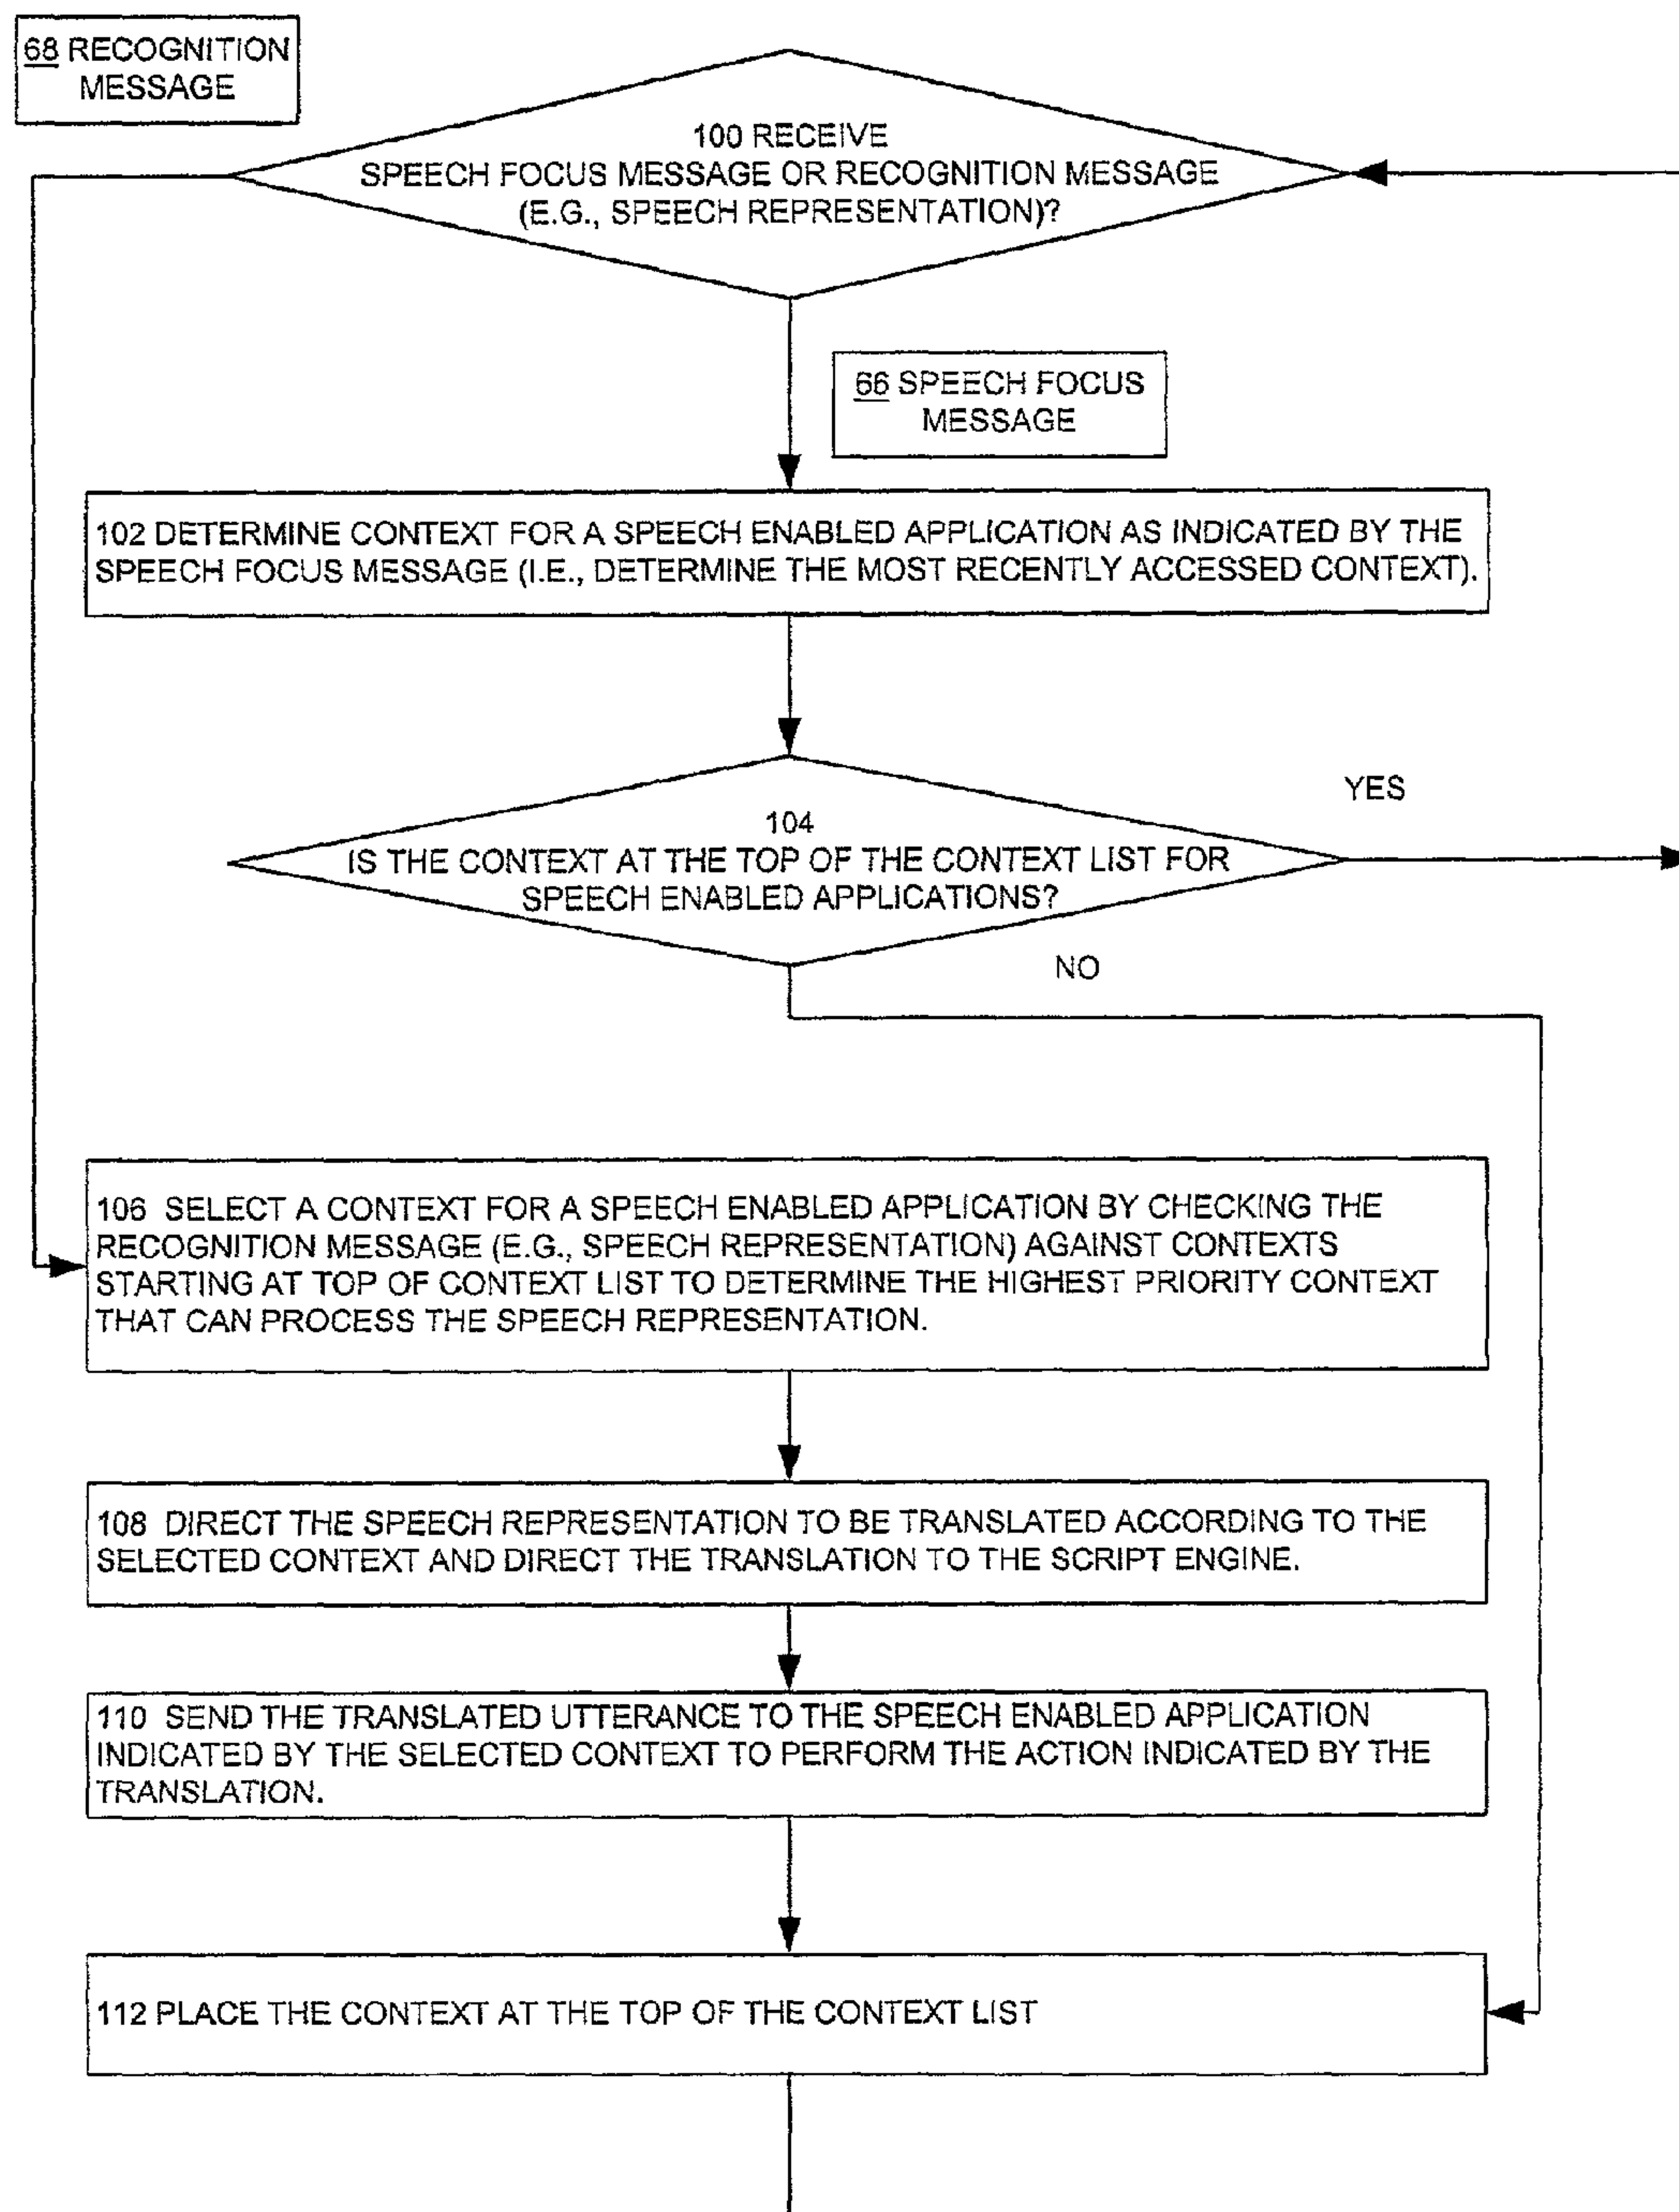 68 RECOGNITION
MESSAGE
100 RECEIVE
SPEECH FOCUS MESSAGE OR RECOGNITION MESSAGE
(E.G., SPEECH REPRESENTATION)?
66 SPEECH FOCUS
MESSAGE
102 DETERMINE CONTEXT FOR A SPEECH ENABLED APPLICATION AS INDICATED BY THE
SPEECH FOCUS MESSAGE (I.E., DETERMINE THE MOST RECENTLY ACCESSED CONTEXT).
YES
104
IS THE CONTEXT AT THE TOP OF THE CONTEXT LIST FOR
SPEECH ENABLED APPLICATIONS?
NO
106 SELECT A CONTEXT FOR A SPEECH ENABLED APPLICATION BY CHECKING THE
RECOGNITION MESSAGE (E.G., SPEECH REPRESENTATION) AGAINST CONTEXTS
STARTING AT TOP OF CONTEXT LIST TO DETERMINE THE HIGHEST PRIORITY CONTEXT
THAT CAN PROCESS THE SPEECH REPRESENTATION.
108 DIRECT THE SPEECH REPRESENTATION TO BE TRANSLATED ACCORDING TO THE
SELECTED CONTEXT AND DIRECT THE TRANSLATION TO THE SCRIPT ENGINE.
110 SEND THE TRANSLATED UTTERANCE TO THE SPEECH ENABLED APPLICATION
INDICATED BY THE SELECTED CONTEXT TO PERFORM THE ACTION INDICATED BY THE
TRANSLATION.
112 PLACE THE CONTEXT AT THE TOP OF THE CONTEXT LIST